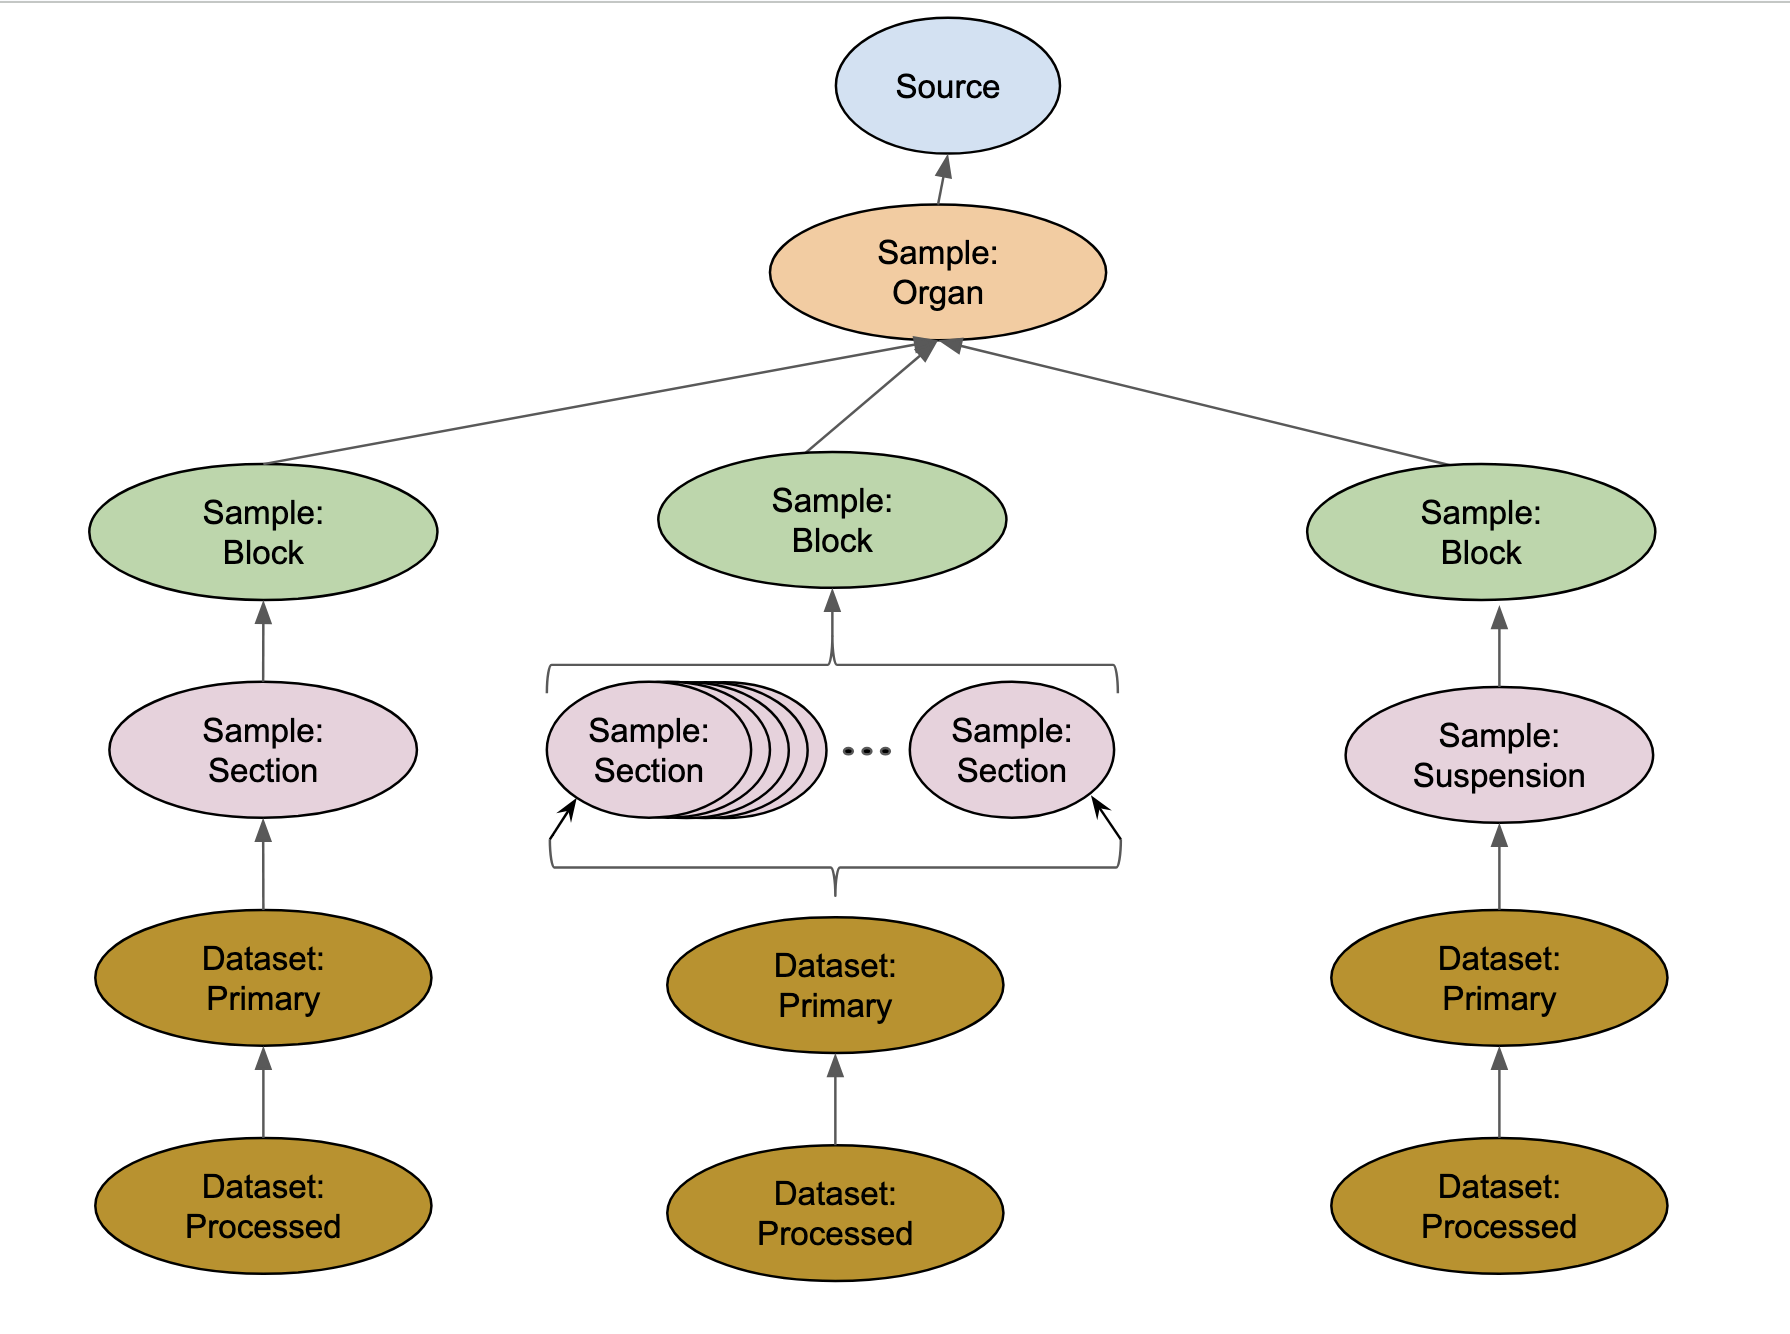 Source
Sample:
Organ
Sample:
Block
Sample:
Block
Sample:
Block
Sample:
Section
Sample:
Section
Sample:
Section
Sample:
Suspension
Dataset:
Primary
Dataset:
Primary
Dataset:
Primary
Dataset:
Processed
Dataset:
Processed
Dataset:
Processed